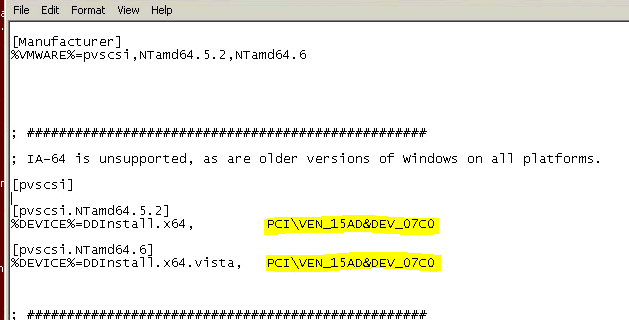 File Edit Format View Help
[Manufacturer]
%VMWARE%=pvscsi,NTamd64.5.2,NTamd64.6
; ##################################################
; IA-64 is unsupported, as are older versions of Windows on all platforms.
[pvscsi]
[pvscsi.NTamd64.5.2]
%DEVICE%=DDInstall.x64, PCI\VEN_15AD&DEV_07C0
[pvscsi.NTamd64.6]
%DEVICE%=DDInstall.x64.vista, PCI\VEN_15AD&DEV_07C0
; ##################################################